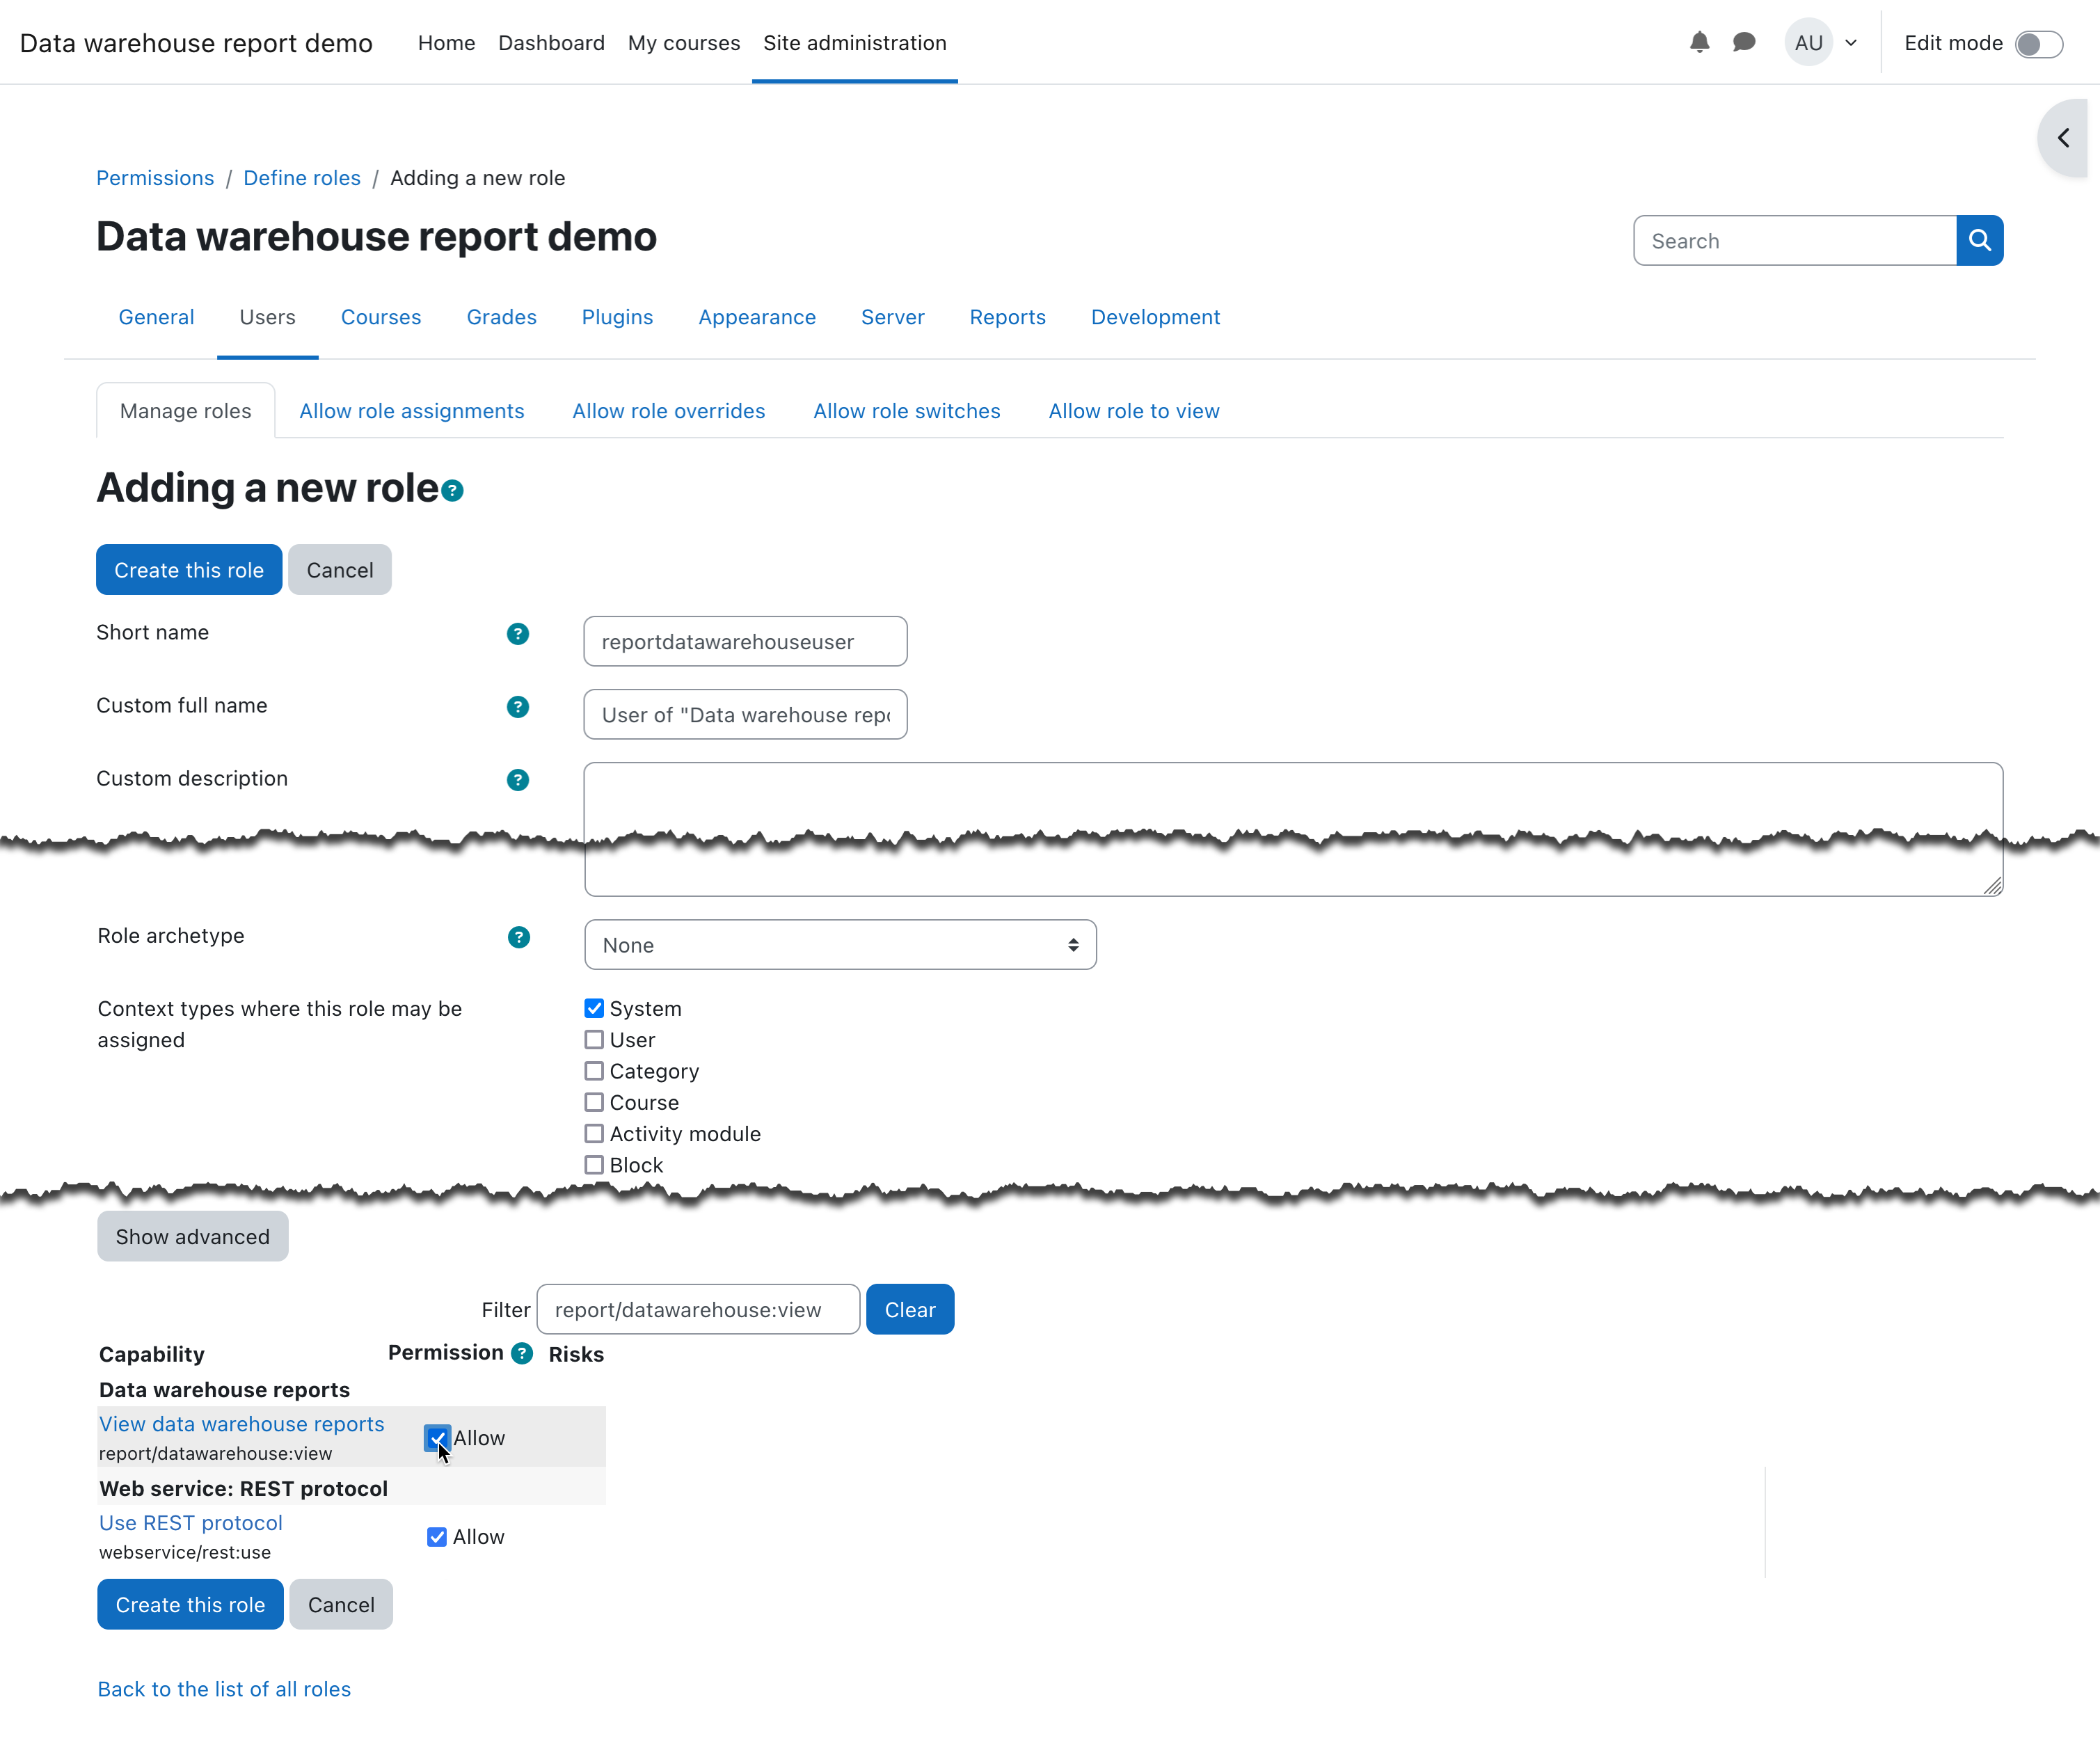 Data warehouse report demo Home Dashboard My courses Site administration AU Edit mode
Permissions / Define roles / Adding a new role
Data warehouse report demo
Search
General Users Courses Grades Plugins Appearance Server Reports Development
Manage roles Allow role assignments Allow role overrides Allow role switches Allow role to view
Adding a new role ?
Create this role Cancel
Short name ? reportdatawarehouseuser
Custom full name ? User of "Data warehouse repo
Custom description ?
Role archetype ? None
Context types where this role may be
assigned
System
User
Category
Course
Activity module
Block
Show advanced
Filter report/datawarehouse:view Clear
Capability Permission ? Risks
Data warehouse reports
View data warehouse reports
report/datawarehouse:view
Allow
Web service: REST protocol
Use REST protocol
webservice/rest:use
Allow
Create this role Cancel
Back to the list of all roles